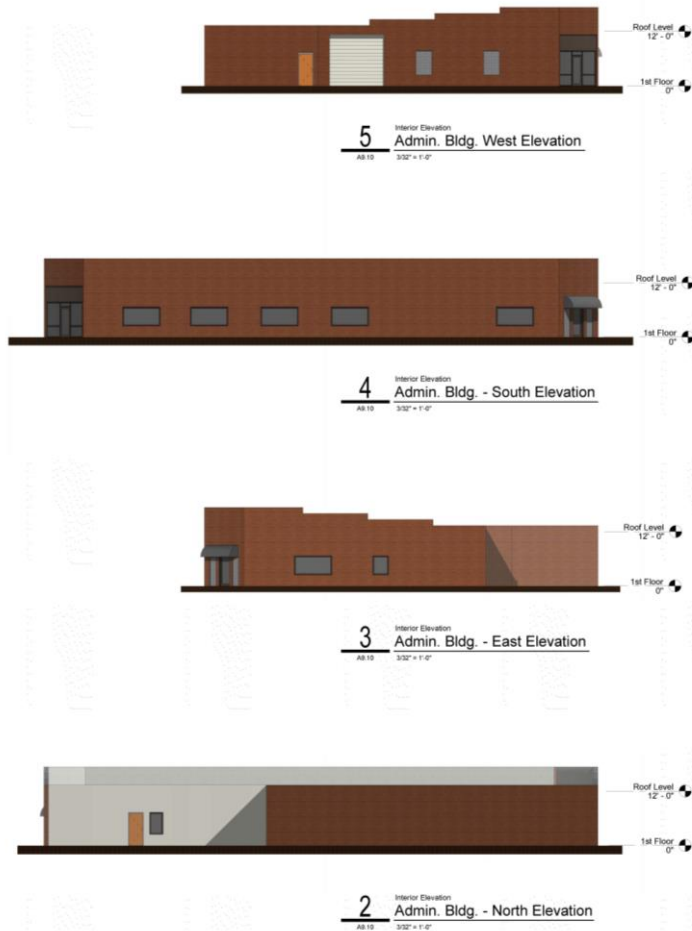 Roof Level
12' - 0"
1st Floor
0"
5
Interior Elevation
Admin. Bldg. West Elevation
A9.10
3/32" = 1'-0"
Roof Level
12' - 0"
1st Floor
0"
4
Interior Elevation
Admin. Bldg. - South Elevation
A9.10
3/32" = 1'-0"
Roof Level
12' - 0"
1st Floor
0"
3
Interior Elevation
Admin. Bldg. - East Elevation
A9.10
3/32" = 1'-0"
Roof Level
12' - 0"
1st Floor
0"
2
Interior Elevation
Admin. Bldg. - North Elevation
A9.10
3/32" = 1'-0"